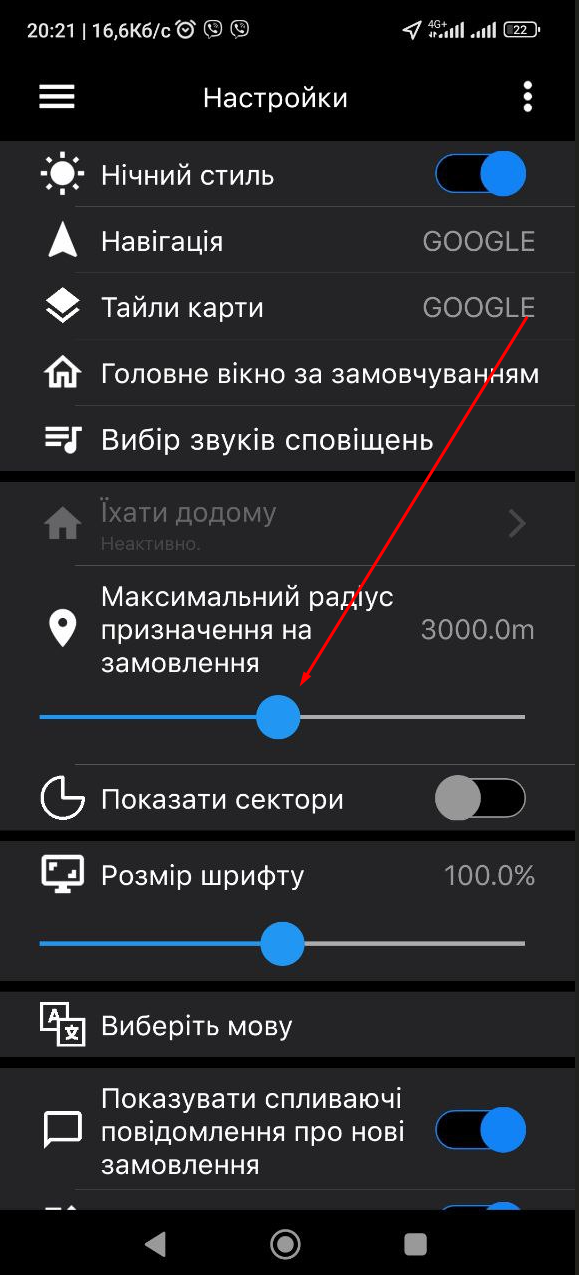 20:21 | 16,6Кб/с 4G+ 22
Настройки
Нічний стиль
Навігація GOOGLE
Тайли карти GOOGLE
Головне вікно за замовчуванням
Вибір звуків сповіщень
Їхати додому
Неактивно.
Максимальний радіус
призначення на
замовлення
3000.0m
Показати сектори
Розмір шрифту 100.0%
Виберіть мову
Показувати спливаючі
повідомлення про нові
замовлення